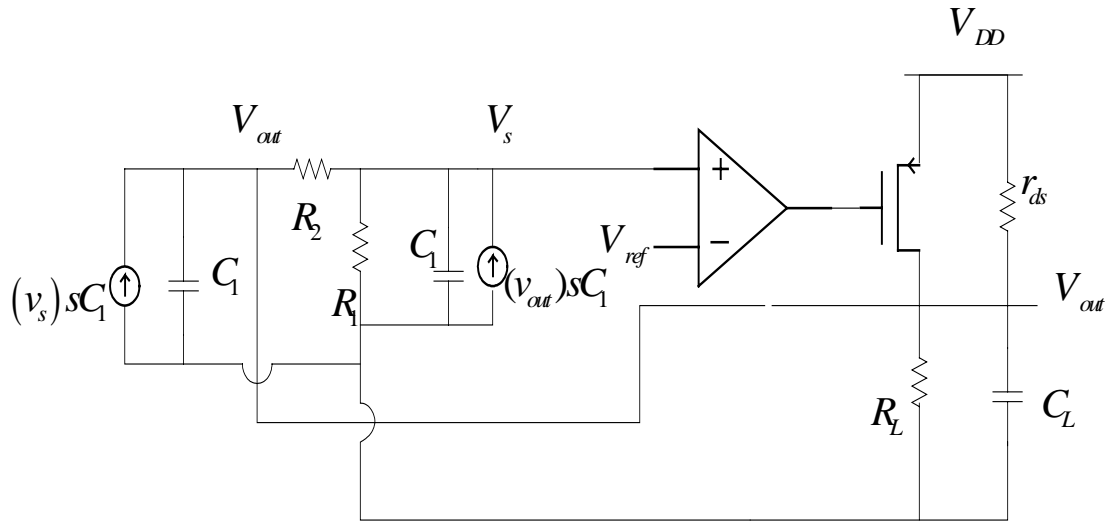 V_DD
V_out
V_s
+
r_ds
R_2
C_1
C_1
V_ref
−
(v_s)sC_1
R_1
(v_out)sC_1
V_out
R_L
C_L